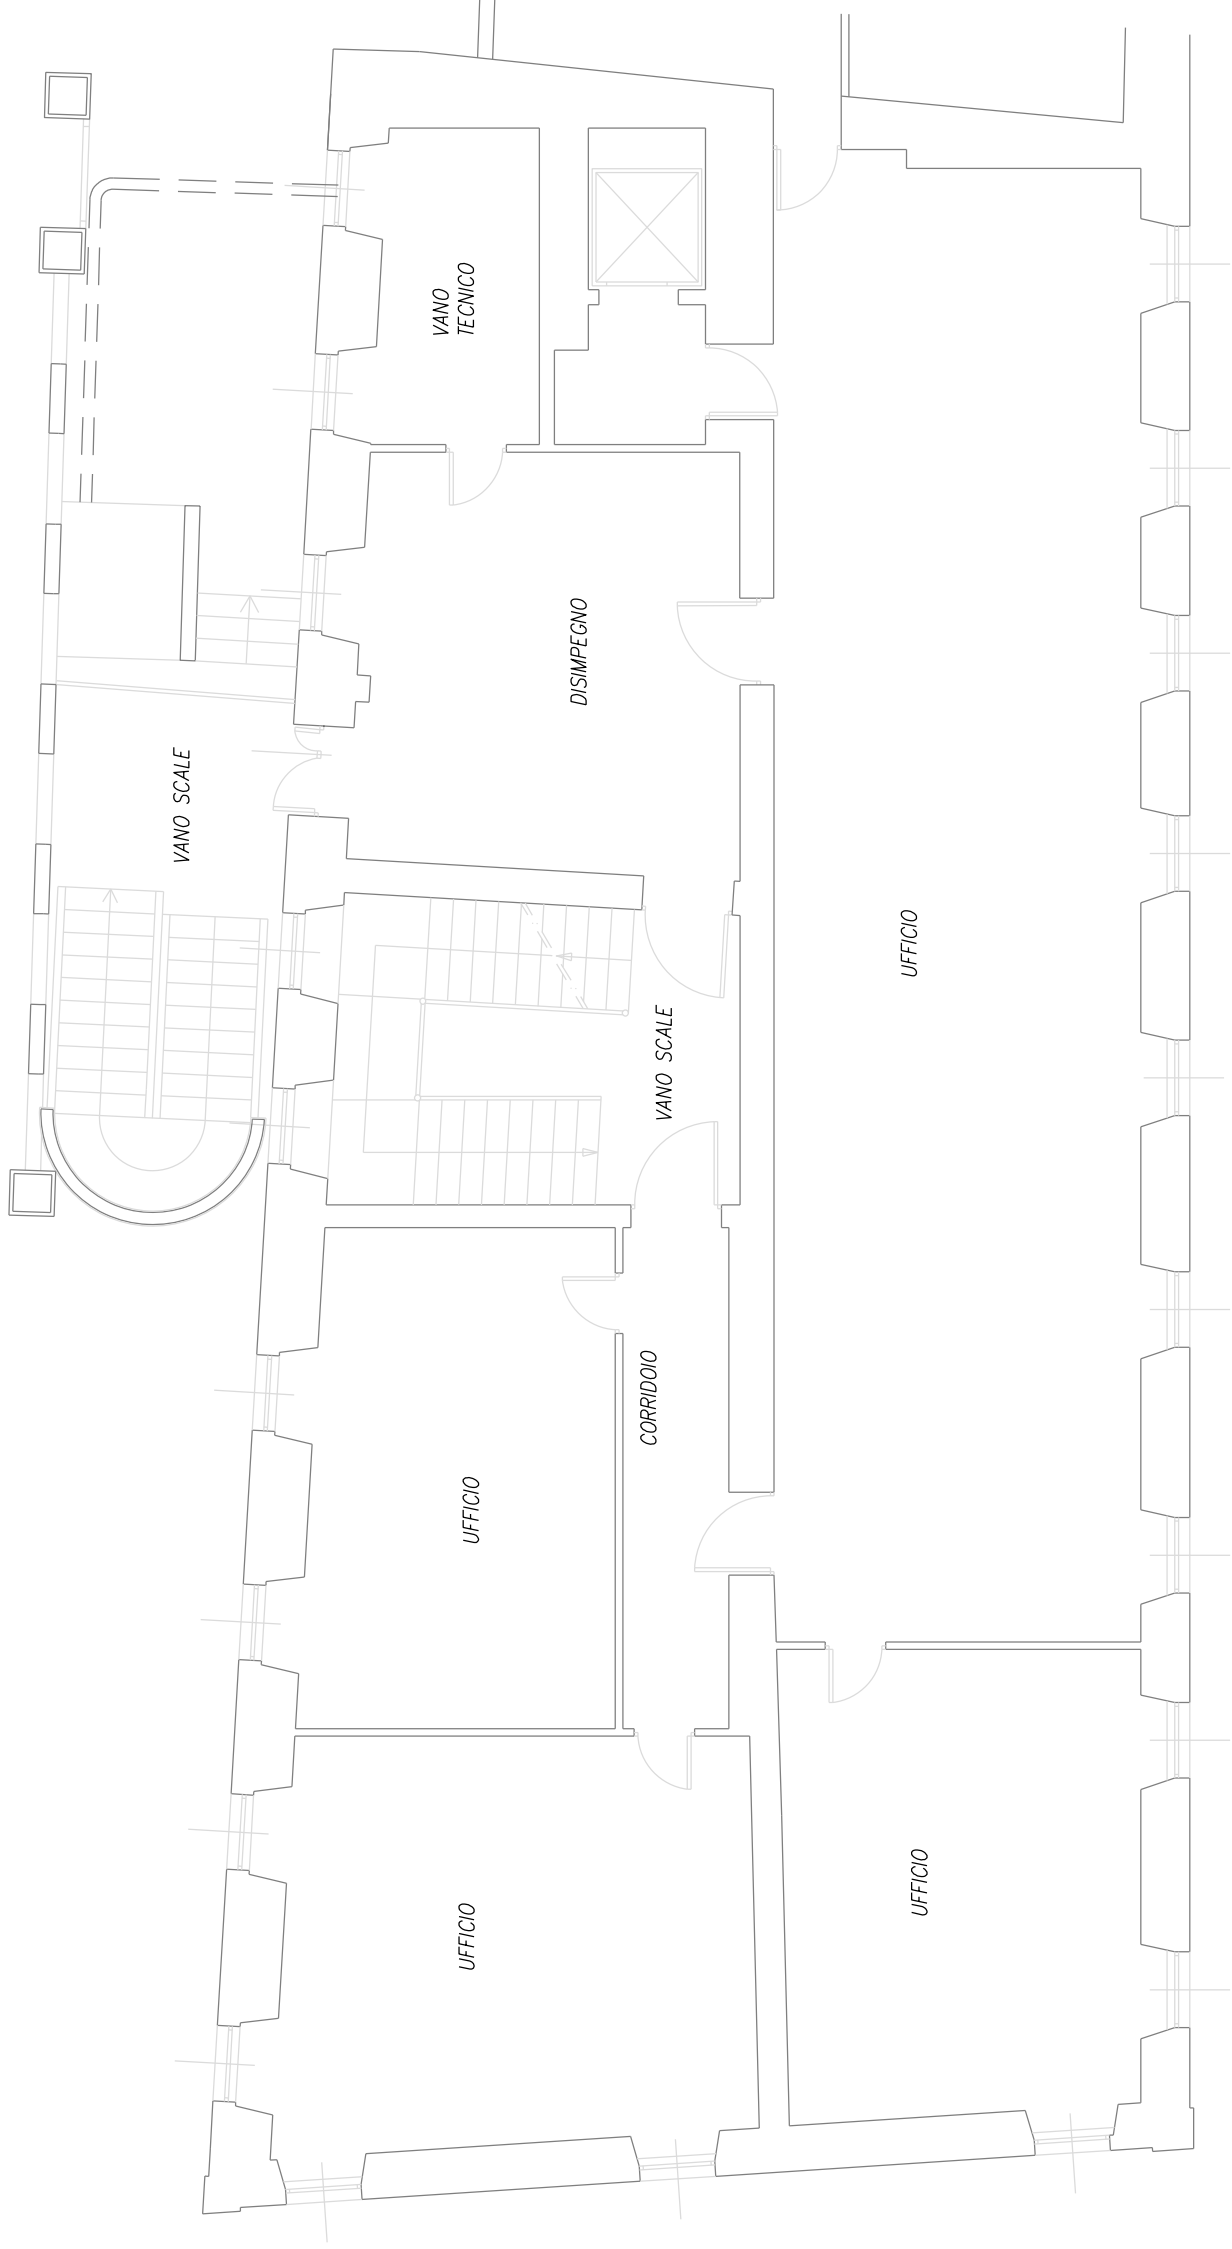 VANO
TECNICO
DISIMPEGNO
VANO SCALE
UFFICIO
VANO SCALE
CORRIDOIO
UFFICIO
UFFICIO
UFFICIO